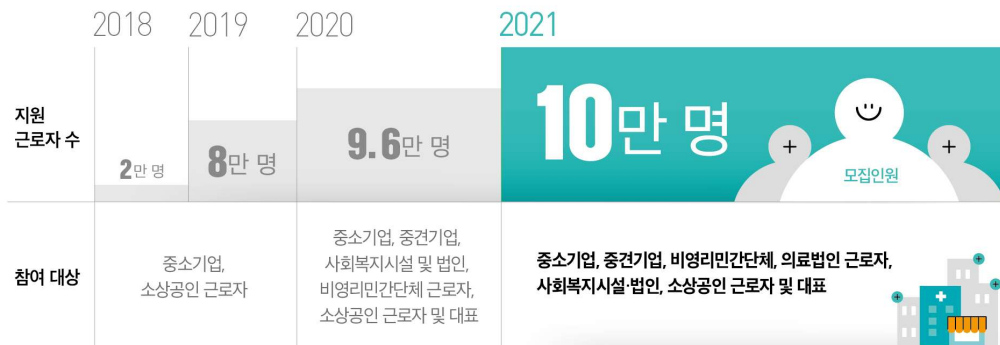 2018
2019
2020
2021
지원
근로자 수
2만 명
8만 명
9.6만 명
10만 명
모집인원
참여 대상
중소기업,
소상공인 근로자
중소기업, 중견기업,
사회복지시설 및 법인,
비영리민간단체 근로자,
소상공인 근로자 및 대표
중소기업, 중견기업, 비영리민간단체, 의료법인 근로자,
사회복지시설·법인, 소상공인 근로자 및 대표